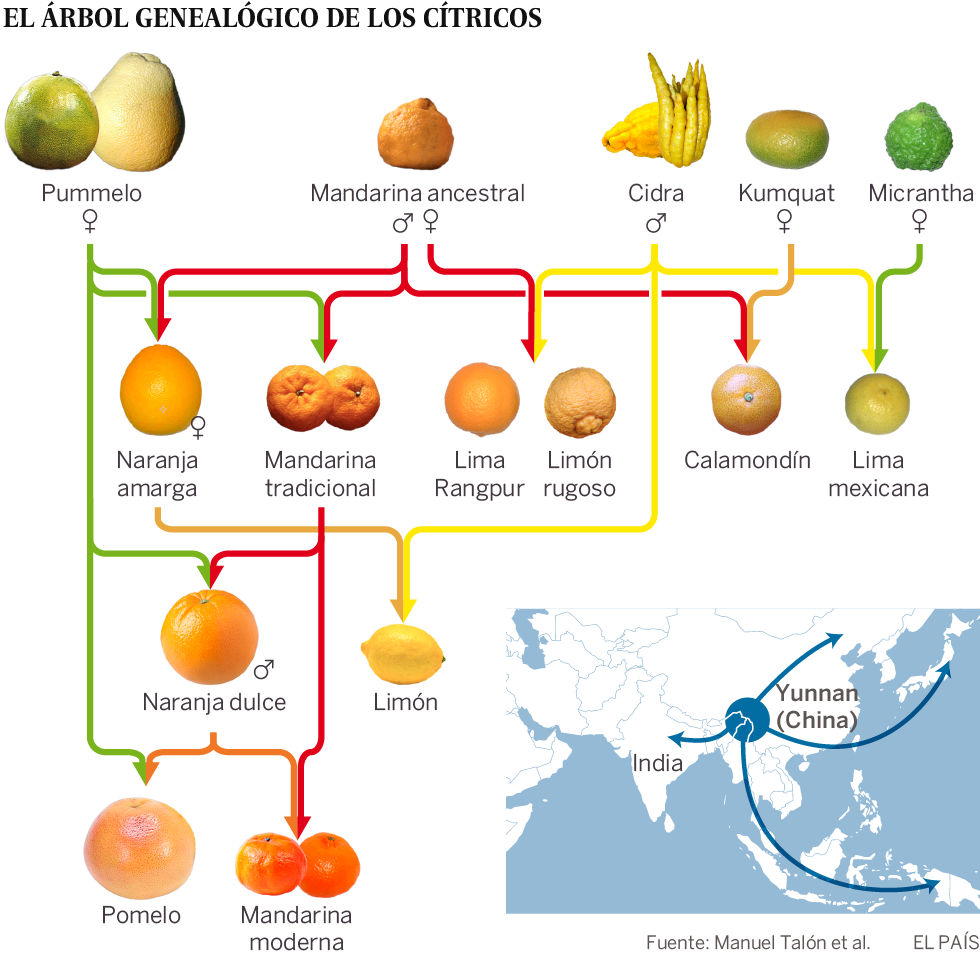 EL ÁRBOL GENEALÓGICO DE LOS CÍTRICOS
Pummelo
Mandarina ancestral
Cidra
Kumquat
Micrantha
♀
♂ ♀
♂
♀
♀
♀
Naranja
amarga
Mandarina
tradicional
Lima
Rangpur
Limón
rugoso
Calamondín
Lima
mexicana
♂
Naranja dulce
Limón
Pomelo
Mandarina
moderna
Yunnan
(China)
India
Fuente: Manuel Talón et al.
EL PAÍS